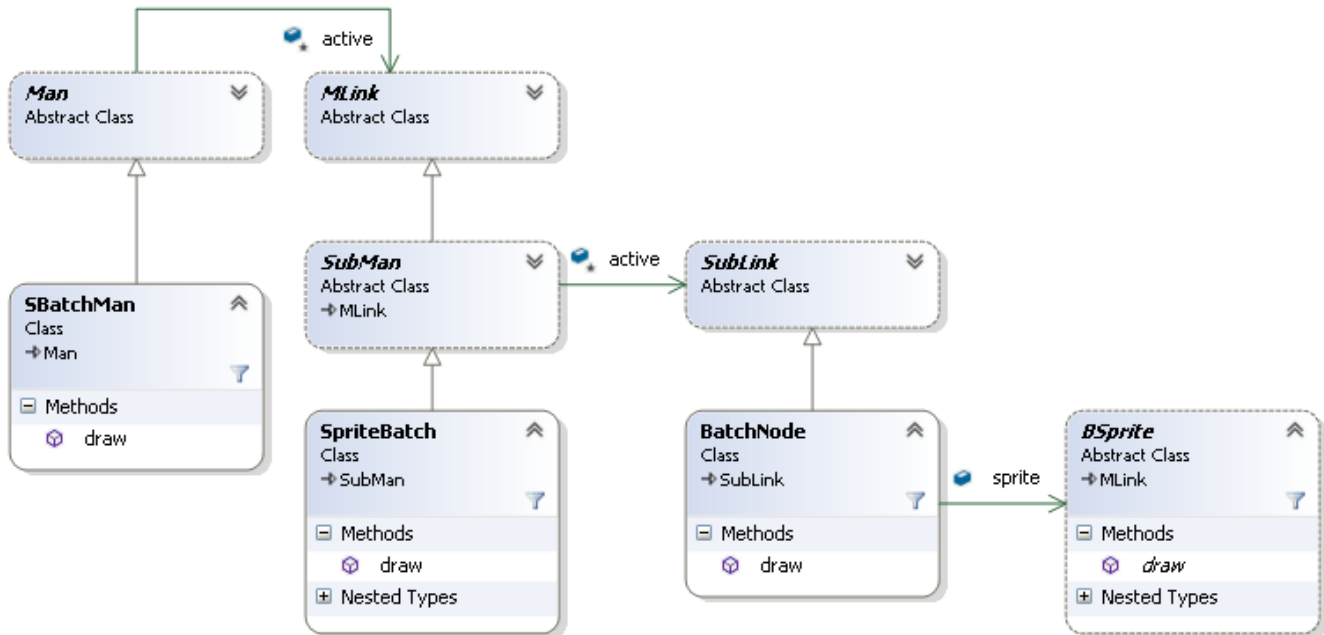 active
Man
Abstract Class
MLink
Abstract Class
SubMan
Abstract Class
MLink
active
SubLink
Abstract Class
SBatchMan
Class
Man
Methods
draw
SpriteBatch
Class
SubMan
Methods
draw
Nested Types
BatchNode
Class
SubLink
Methods
draw
sprite
BSprite
Abstract Class
MLink
Methods
draw
Nested Types